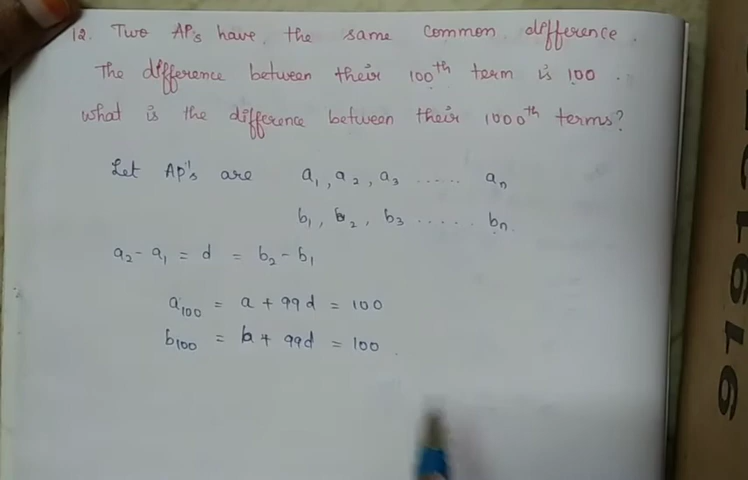 12. Two AP's have the same common difference.
The difference between their 100th term is 100.
what is the difference between their 1000th terms?
Let AP's are a1, a2, a3 ...... an
b1, b2, b3 ...... bn.
a2 - a1 = d = b2 - b1
a100 = a + 99d = 100
b100 = b + 99d = 100